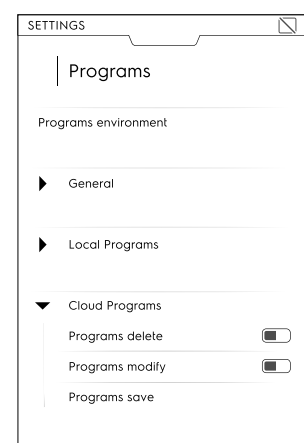 SETTINGS
Programs
Programs environment
General
Local Programs
Cloud Programs
Programs delete
Programs modify
Programs save